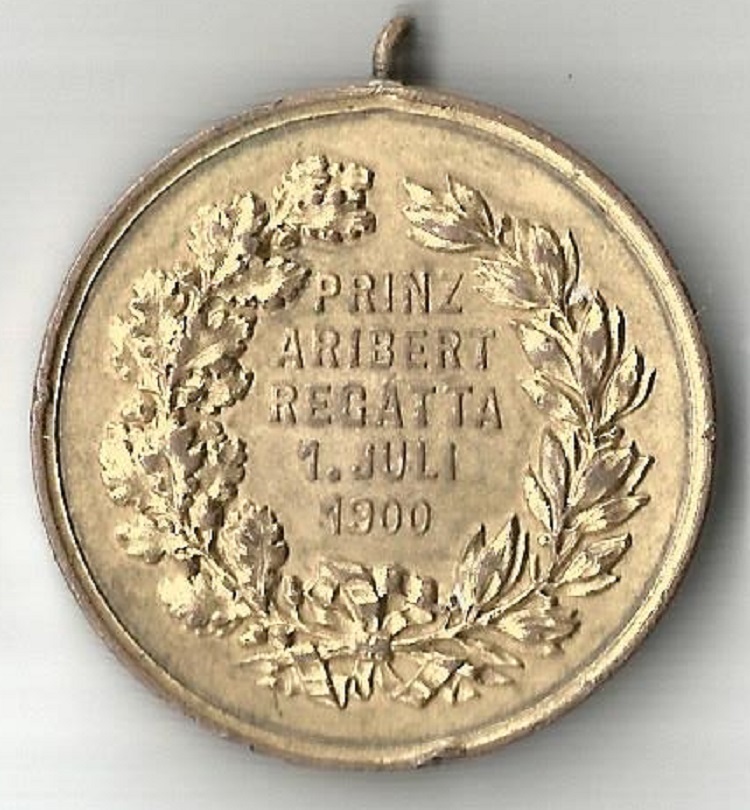 PRINZ
ARIBERT
REGATTA
1. JULI
1900